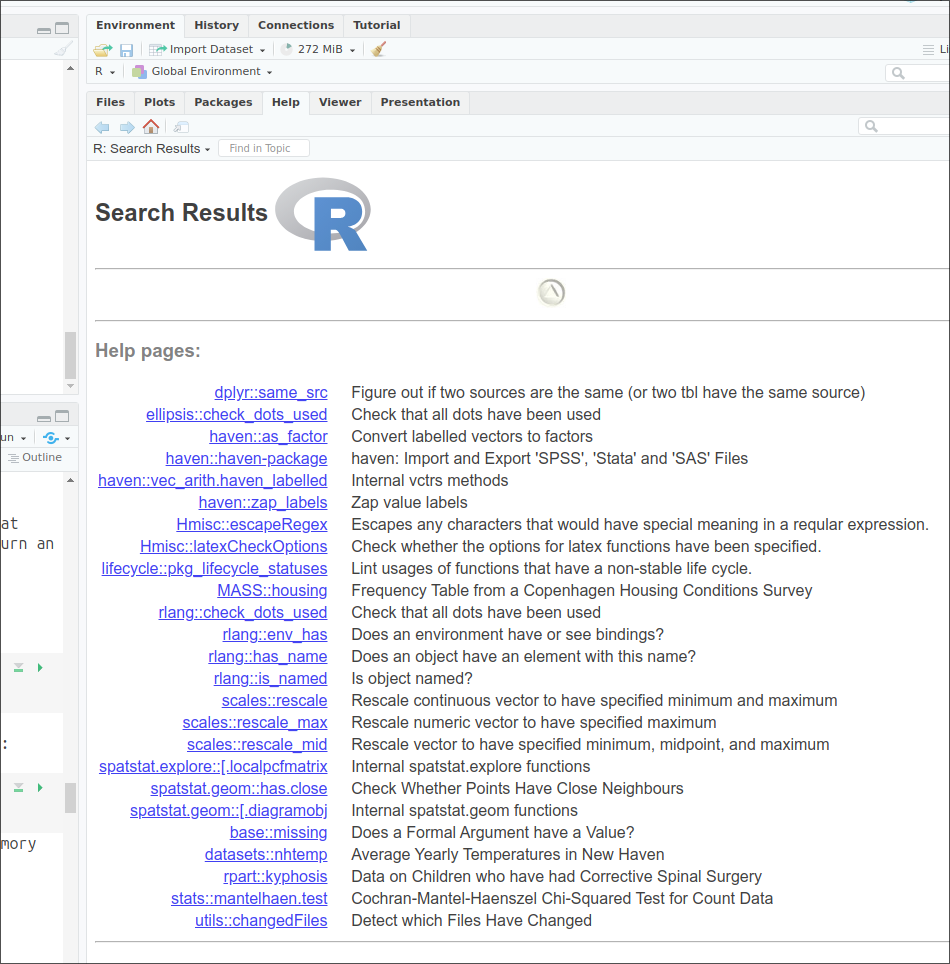 Environment History Connections Tutorial
Import Dataset 272 MiB
R Global Environment
Files Plots Packages Help Viewer Presentation
R: Search Results Find in Topic
Search Results R
Help pages:
dplyr::same_src Figure out if two sources are the same (or two tbl have the same source)
ellipsis::check_dots_used Check that all dots have been used
haven::as_factor Convert labelled vectors to factors
haven::haven-package haven: Import and Export 'SPSS', 'Stata' and 'SAS' Files
haven::vec_arith.haven_labelled Internal vctrs methods
haven::zap_labels Zap value labels
Hmisc::escapeRegex Escapes any characters that would have special meaning in a reqular expression.
Hmisc::latexCheckOptions Check whether the options for latex functions have been specified.
lifecycle::pkg_lifecycle_statuses Lint usages of functions that have a non-stable life cycle.
MASS::housing Frequency Table from a Copenhagen Housing Conditions Survey
rlang::check_dots_used Check that all dots have been used
rlang::env_has Does an environment have or see bindings?
rlang::has_name Does an object have an element with this name?
rlang::is_named Is object named?
scales::rescale Rescale continuous vector to have specified minimum and maximum
scales::rescale_max Rescale numeric vector to have specified maximum
scales::rescale_mid Rescale vector to have specified minimum, midpoint, and maximum
spatstat.explore::[.localpcfmatrix Internal spatstat.explore functions
spatstat.geom::has.close Check Whether Points Have Close Neighbours
spatstat.geom::[.diagramobj Internal spatstat.geom functions
base::missing Does a Formal Argument have a Value?
datasets::nhtemp Average Yearly Temperatures in New Haven
rpart::kyphosis Data on Children who have had Corrective Spinal Surgery
stats::mantelhaen.test Cochran-Mantel-Haenszel Chi-Squared Test for Count Data
utils::changedFiles Detect which Files Have Changed
un
Outline
at
urn an
:
mory
Li